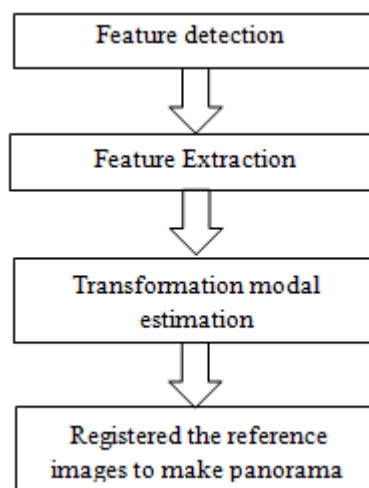 Feature detection
Feature Extraction
Transformation modal
estimation
Registered the reference
images to make panorama